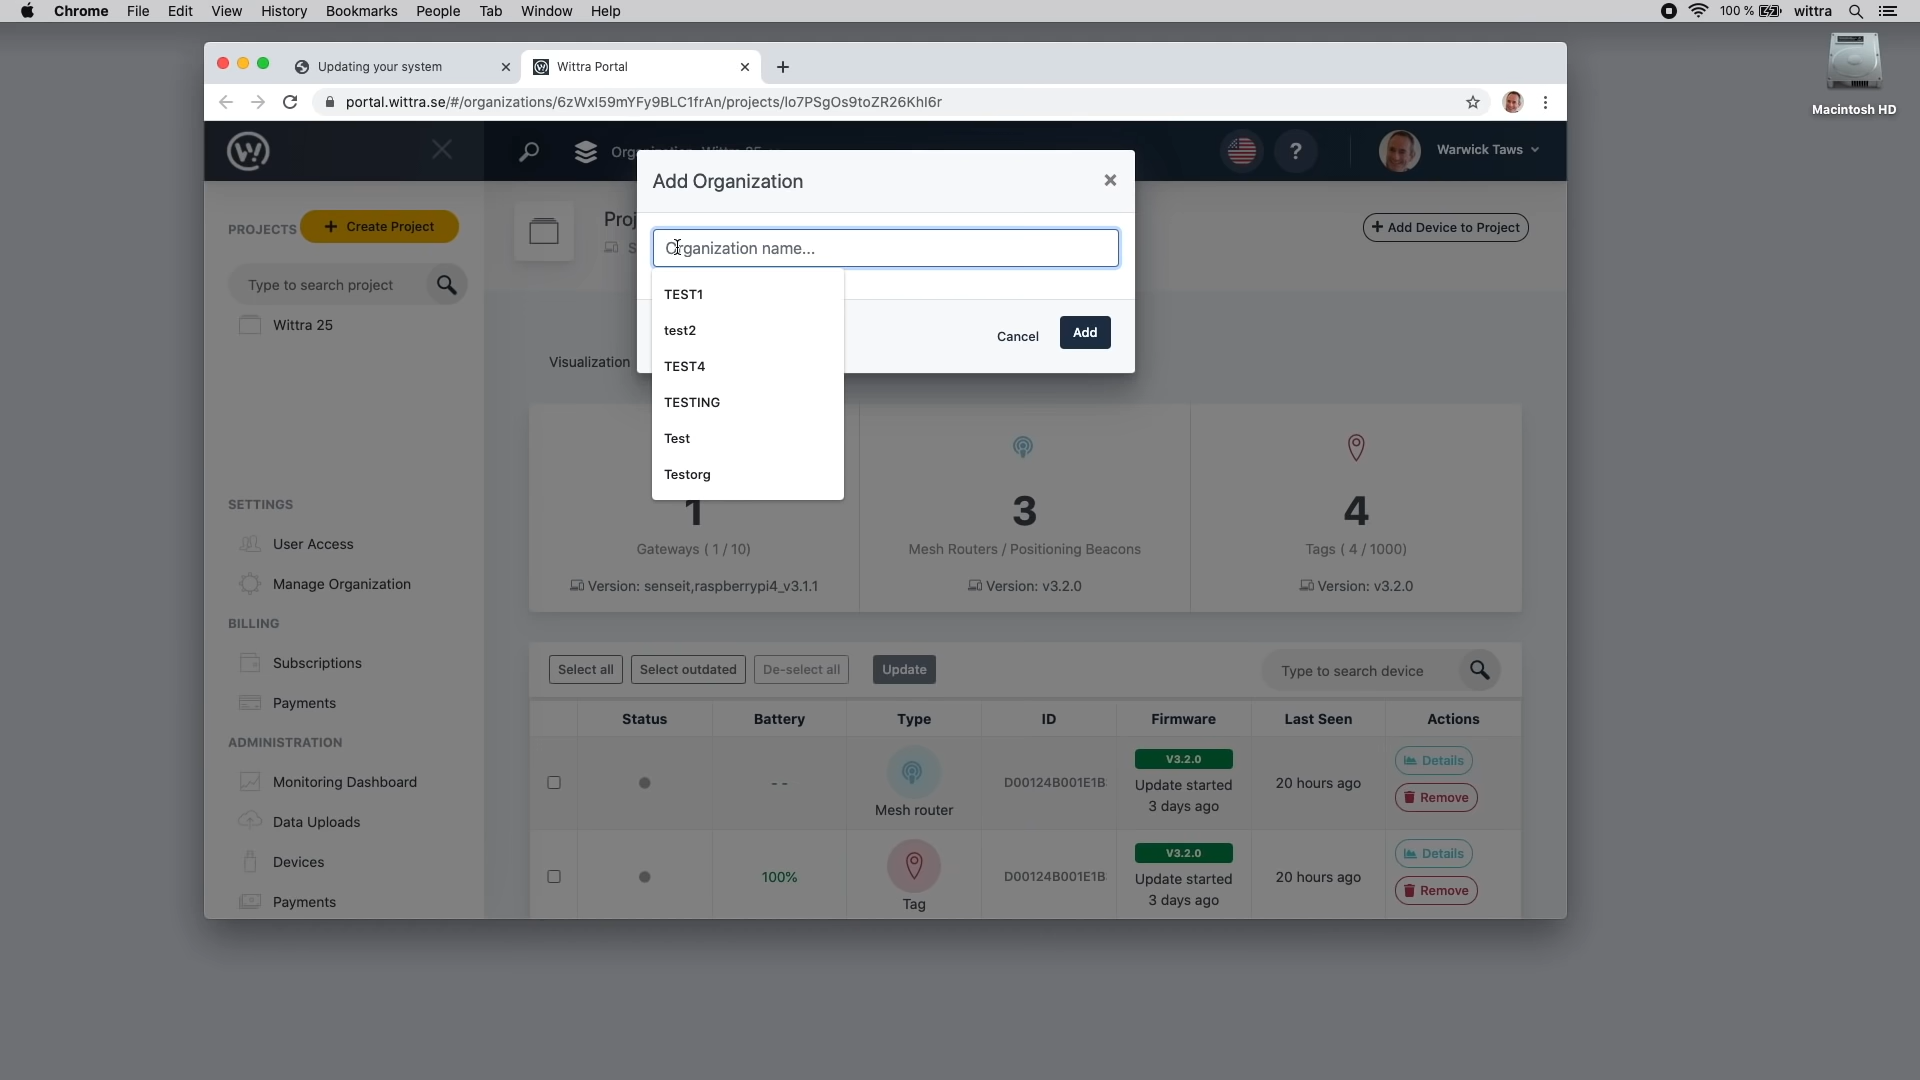 Chrome File Edit View History Bookmarks People Tab Window Help 100 % wittra
Updating your system Wittra Portal
portal.wittra.se/#/organizations/6zWxI59mYFy9BLC1frAn/projects/Io7PSgOs9toZR26KhI6r
Macintosh HD
Warwick Taws
Add Organization
PROJECTS + Create Project
+ Add Device to Project
Organization name...
Type to search project
Wittra 25
TEST1
test2
TEST4
TESTING
Test
Testorg
Cancel Add
Visualization
1 3 4
Gateways ( 1 / 10) Mesh Routers / Positioning Beacons Tags ( 4 / 1000)
Version: senseit,raspberrypi4_v3.1.1 Version: v3.2.0 Version: v3.2.0
SETTINGS
User Access
Manage Organization
BILLING
Subscriptions
Payments
ADMINISTRATION
Monitoring Dashboard
Data Uploads
Devices
Payments
Select all Select outdated De-select all Update Type to search device
Status Battery Type ID Firmware Last Seen Actions
- - Mesh router D00124B001E1B V3.2.0 Update started 3 days ago 20 hours ago Details Remove
100% Tag D00124B001E1B V3.2.0 Update started 3 days ago 20 hours ago Details Remove